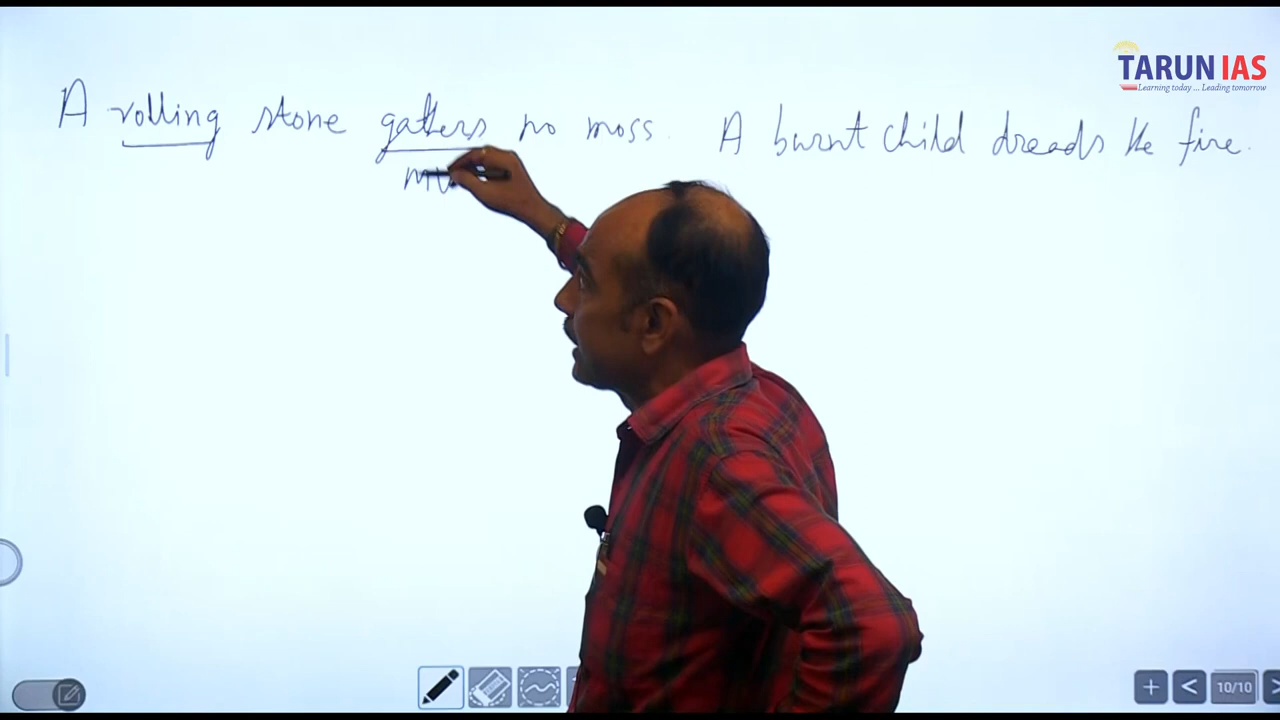 TARUN IAS
Learning today ... Leading tomorrow
A rolling stone gathers no moss. A burnt child dreads the fire.
10/10